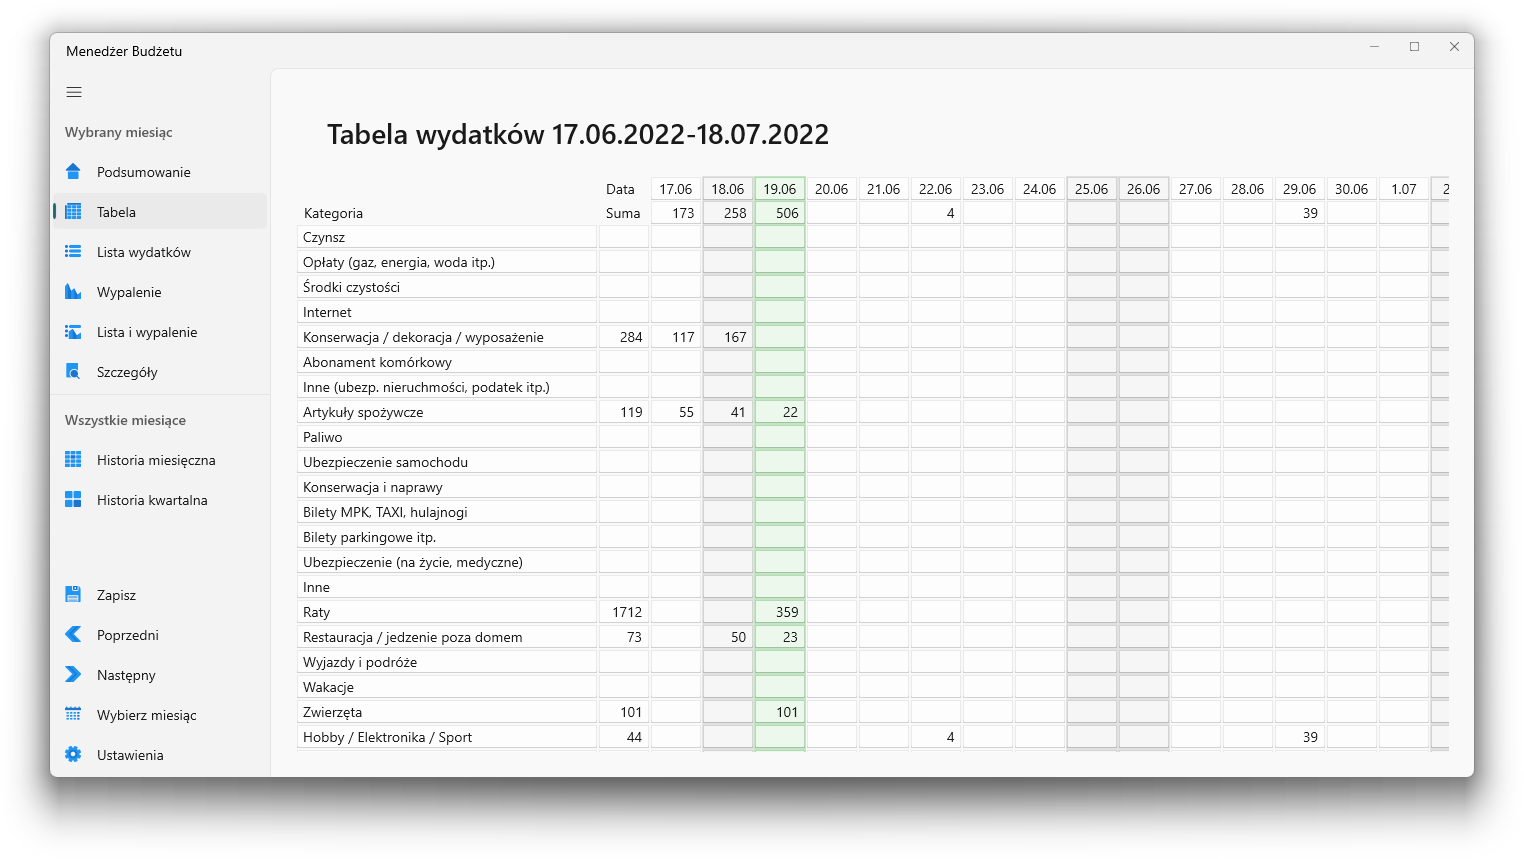 Menedżer Budżetu
Wybrany miesiąc
Podsumowanie
Tabela
Lista wydatków
Wypalenie
Lista i wypalenie
Szczegóły
Wszystkie miesiące
Historia miesięczna
Historia kwartalna
Zapisz
Poprzedni
Następny
Wybierz miesiąc
Ustawienia
Tabela wydatków 17.06.2022-18.07.2022
Data 17.06 18.06 19.06 20.06 21.06 22.06 23.06 24.06 25.06 26.06 27.06 28.06 29.06 30.06 1.07 2
Kategoria Suma 173 258 506 4 39
Czynsz
Opłaty (gaz, energia, woda itp.)
Środki czystości
Internet
Konserwacja / dekoracja / wyposażenie 284 117 167
Abonament komórkowy
Inne (ubezp. nieruchmości, podatek itp.)
Artykuły spożywcze 119 55 41 22
Paliwo
Ubezpieczenie samochodu
Konserwacja i naprawy
Bilety MPK, TAXI, hulajnogi
Bilety parkingowe itp.
Ubezpieczenie (na życie, medyczne)
Inne
Raty 1712 359
Restauracja / jedzenie poza domem 73 50 23
Wyjazdy i podróże
Wakacje
Zwierzęta 101 101
Hobby / Elektronika / Sport 44 4 39